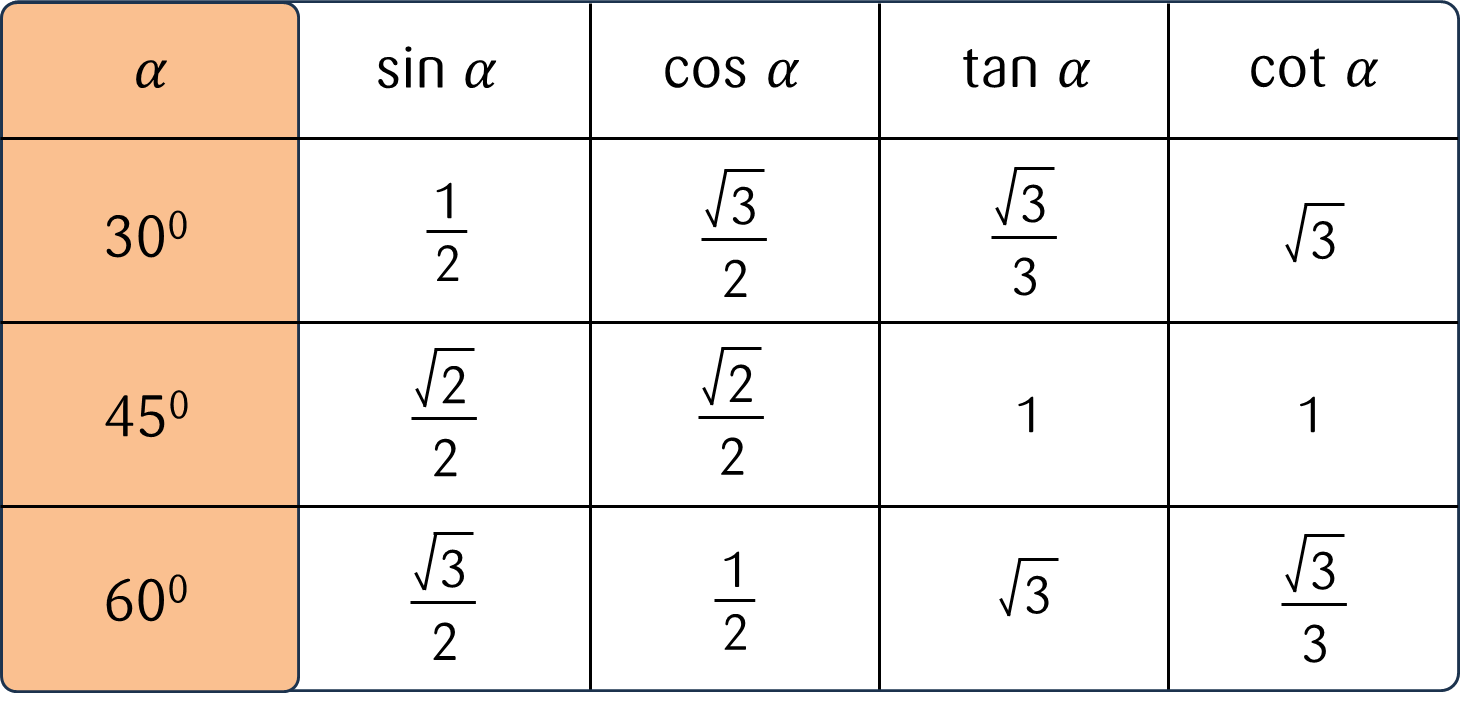 α sin α cos α tan α cot α
30⁰ 1/2 √3/2 √3/3 √3
45⁰ √2/2 √2/2 1 1
60⁰ √3/2 1/2 √3 √3/3